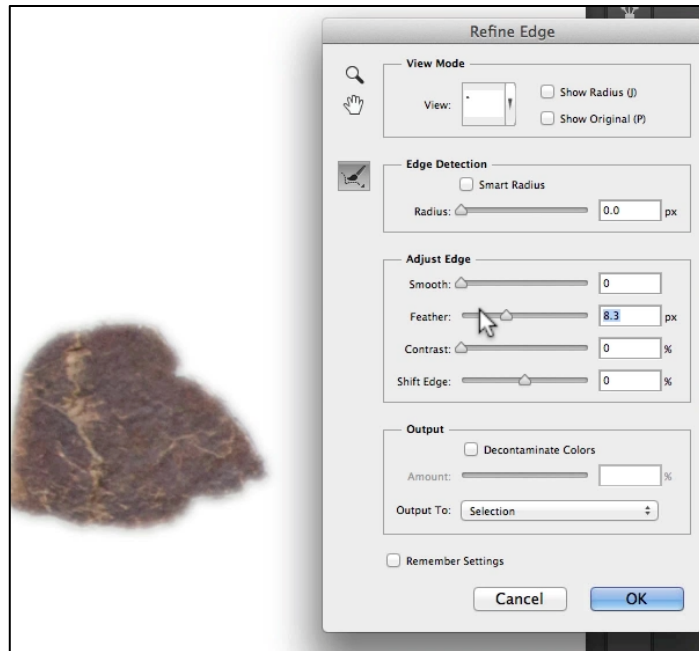 Refine Edge
View Mode
View:
Show Radius (J)
Show Original (P)
Edge Detection
Smart Radius
Radius: 0.0 px
Adjust Edge
Smooth: 0
Feather: 8.3 px
Contrast: 0 %
Shift Edge: 0 %
Output
Decontaminate Colors
Amount: %
Output To: Selection
Remember Settings
Cancel OK